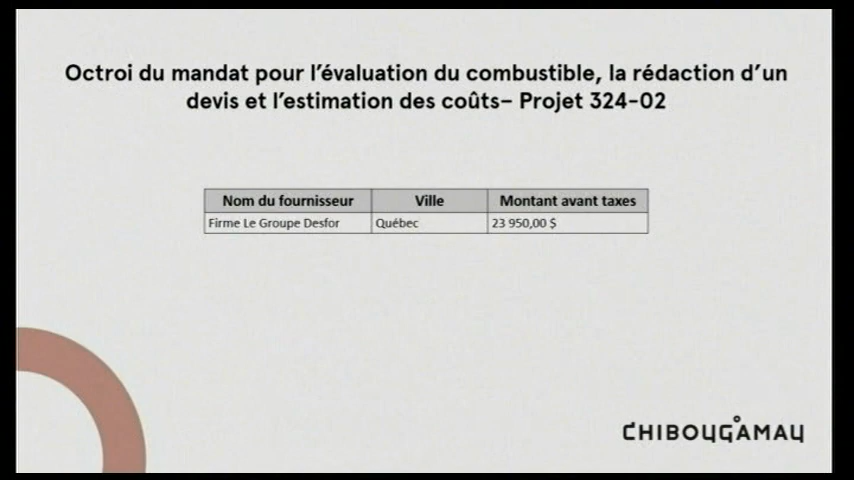 Octroi du mandat pour l’évaluation du combustible, la rédaction d’un
devis et l’estimation des coûts– Projet 324-02
Nom du fournisseur Ville Montant avant taxes
Firme Le Groupe Desfor Québec 23 950,00 $
CHIBOUGAMAU